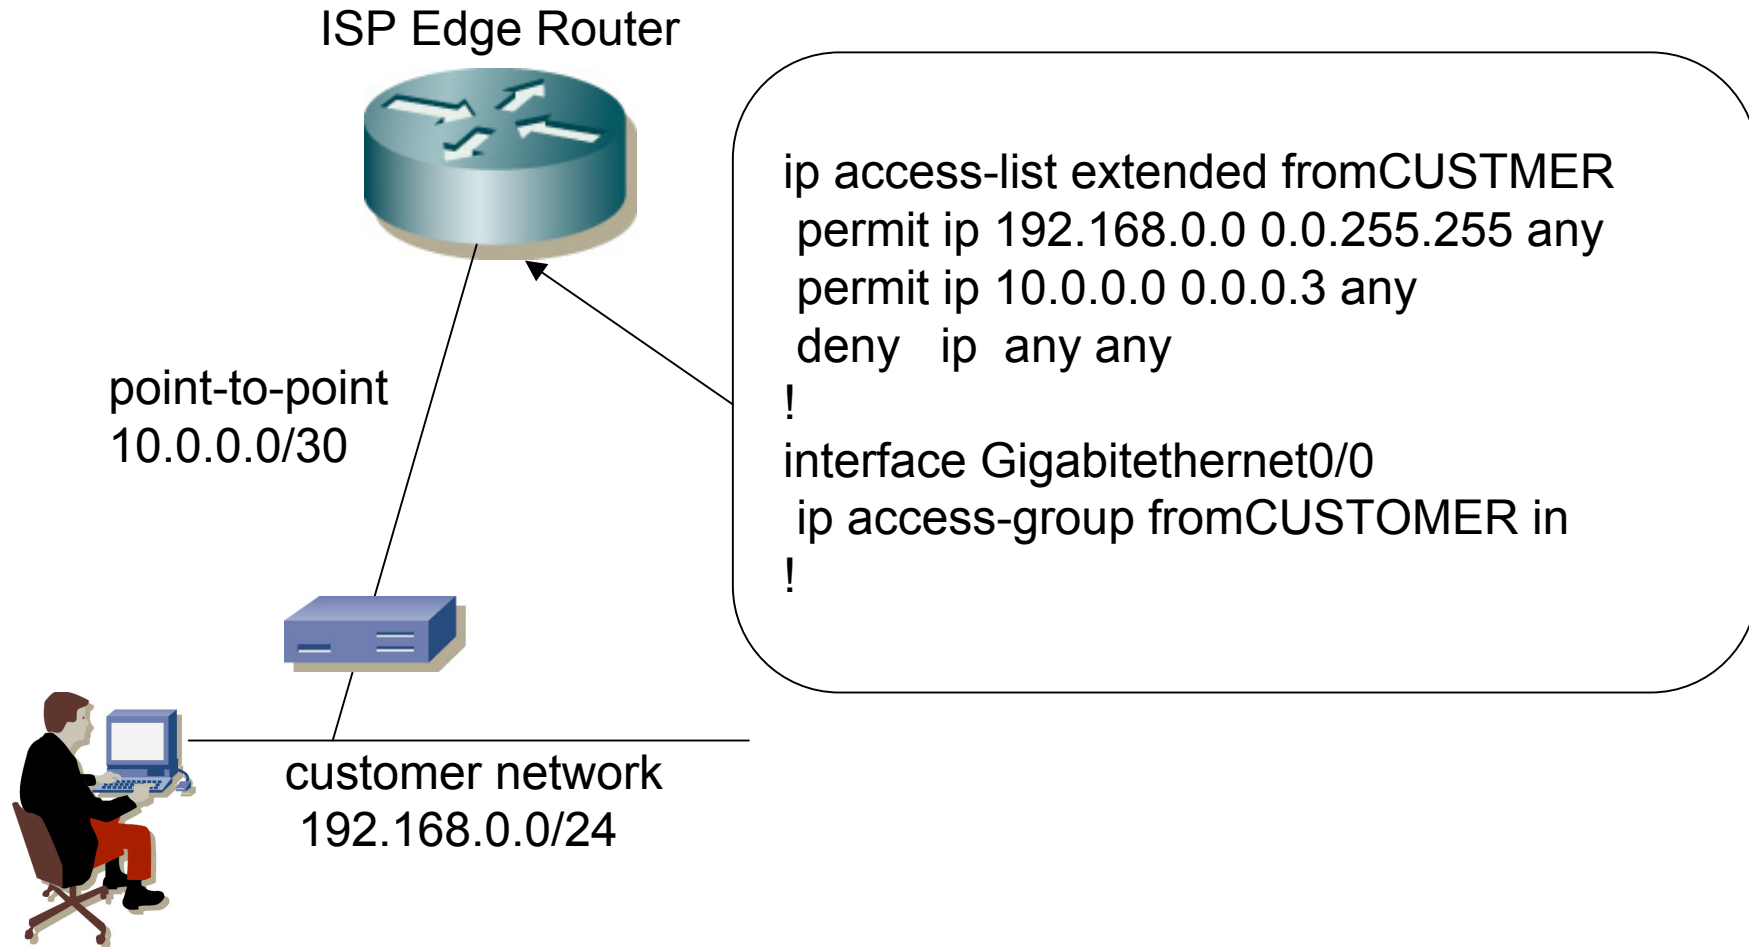 ISP Edge Router
ip access-list extended fromCUSTMER
permit ip 192.168.0.0 0.0.255.255 any
permit ip 10.0.0.0 0.0.0.3 any
deny ip any any
!
interface Gigabitethernet0/0
ip access-group fromCUSTOMER in
!
point-to-point
10.0.0.0/30
customer network
192.168.0.0/24